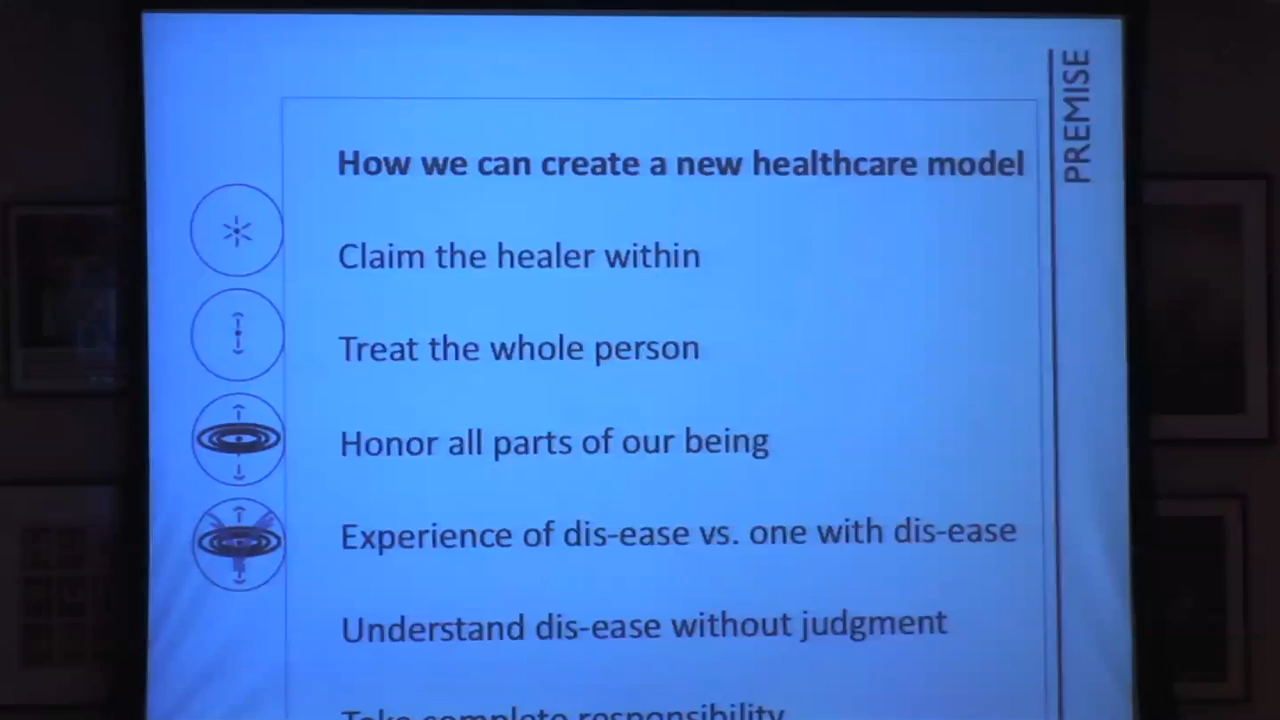 PREMISE
How we can create a new healthcare model
Claim the healer within
Treat the whole person
Honor all parts of our being
Experience of dis-ease vs. one with dis-ease
Understand dis-ease without judgment
Take complete responsibility